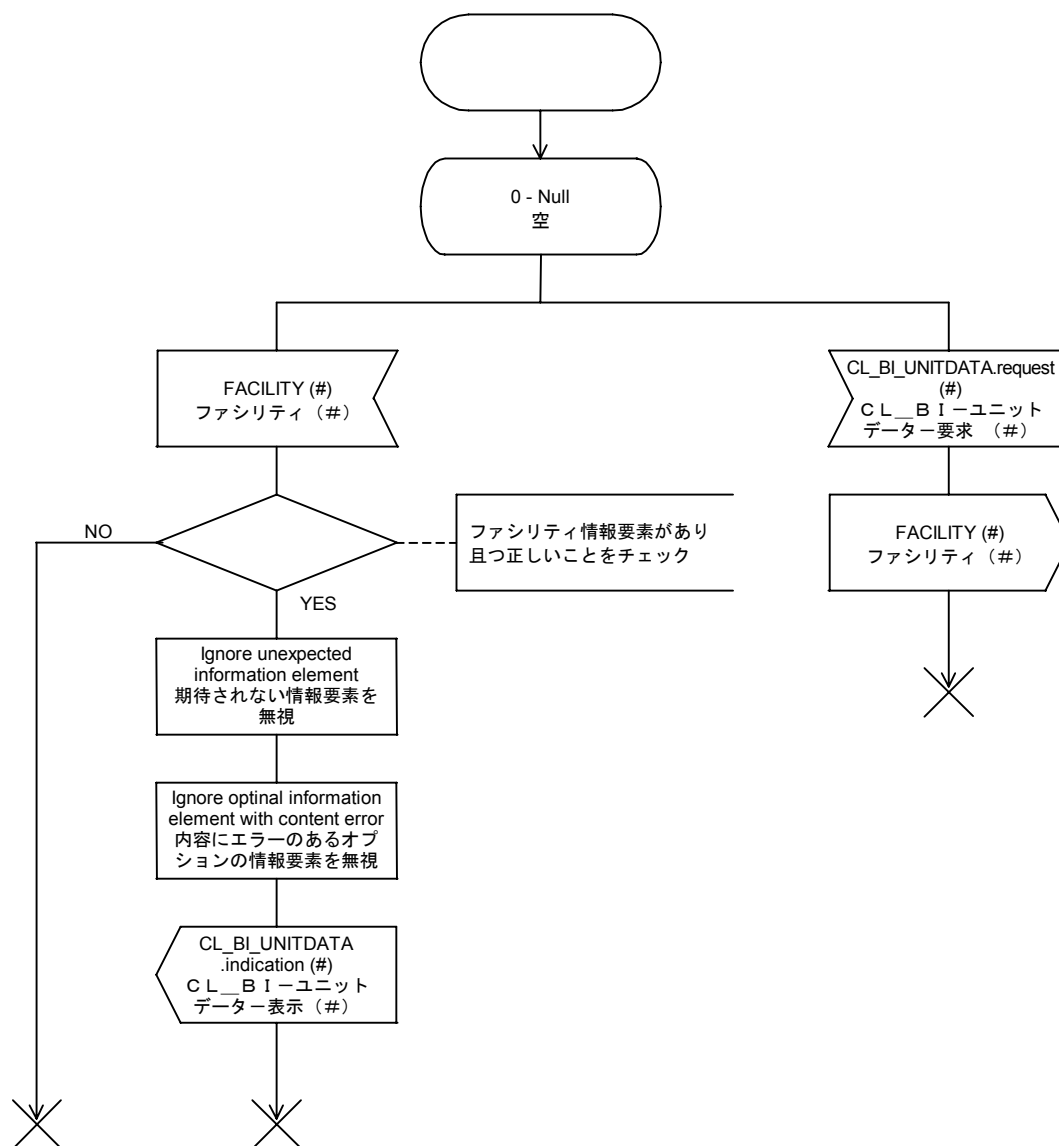 0 - Null
空
FACILITY (#)
ファシリティ（＃）
CL_BI_UNITDATA.request
(#)
ＣＬ＿ＢＩ－ユニット
データー要求　（＃）
NO
ファシリティ情報要素があり
且つ正しいことをチェック
FACILITY (#)
ファシリティ（＃）
YES
Ignore unexpected
information element
期待されない情報要素を
無視
Ignore optinal information
element with content error
内容にエラーのあるオプ
ションの情報要素を無視
CL_BI_UNITDATA
.indication (#)
ＣＬ＿ＢＩ－ユニット
データー表示（＃）